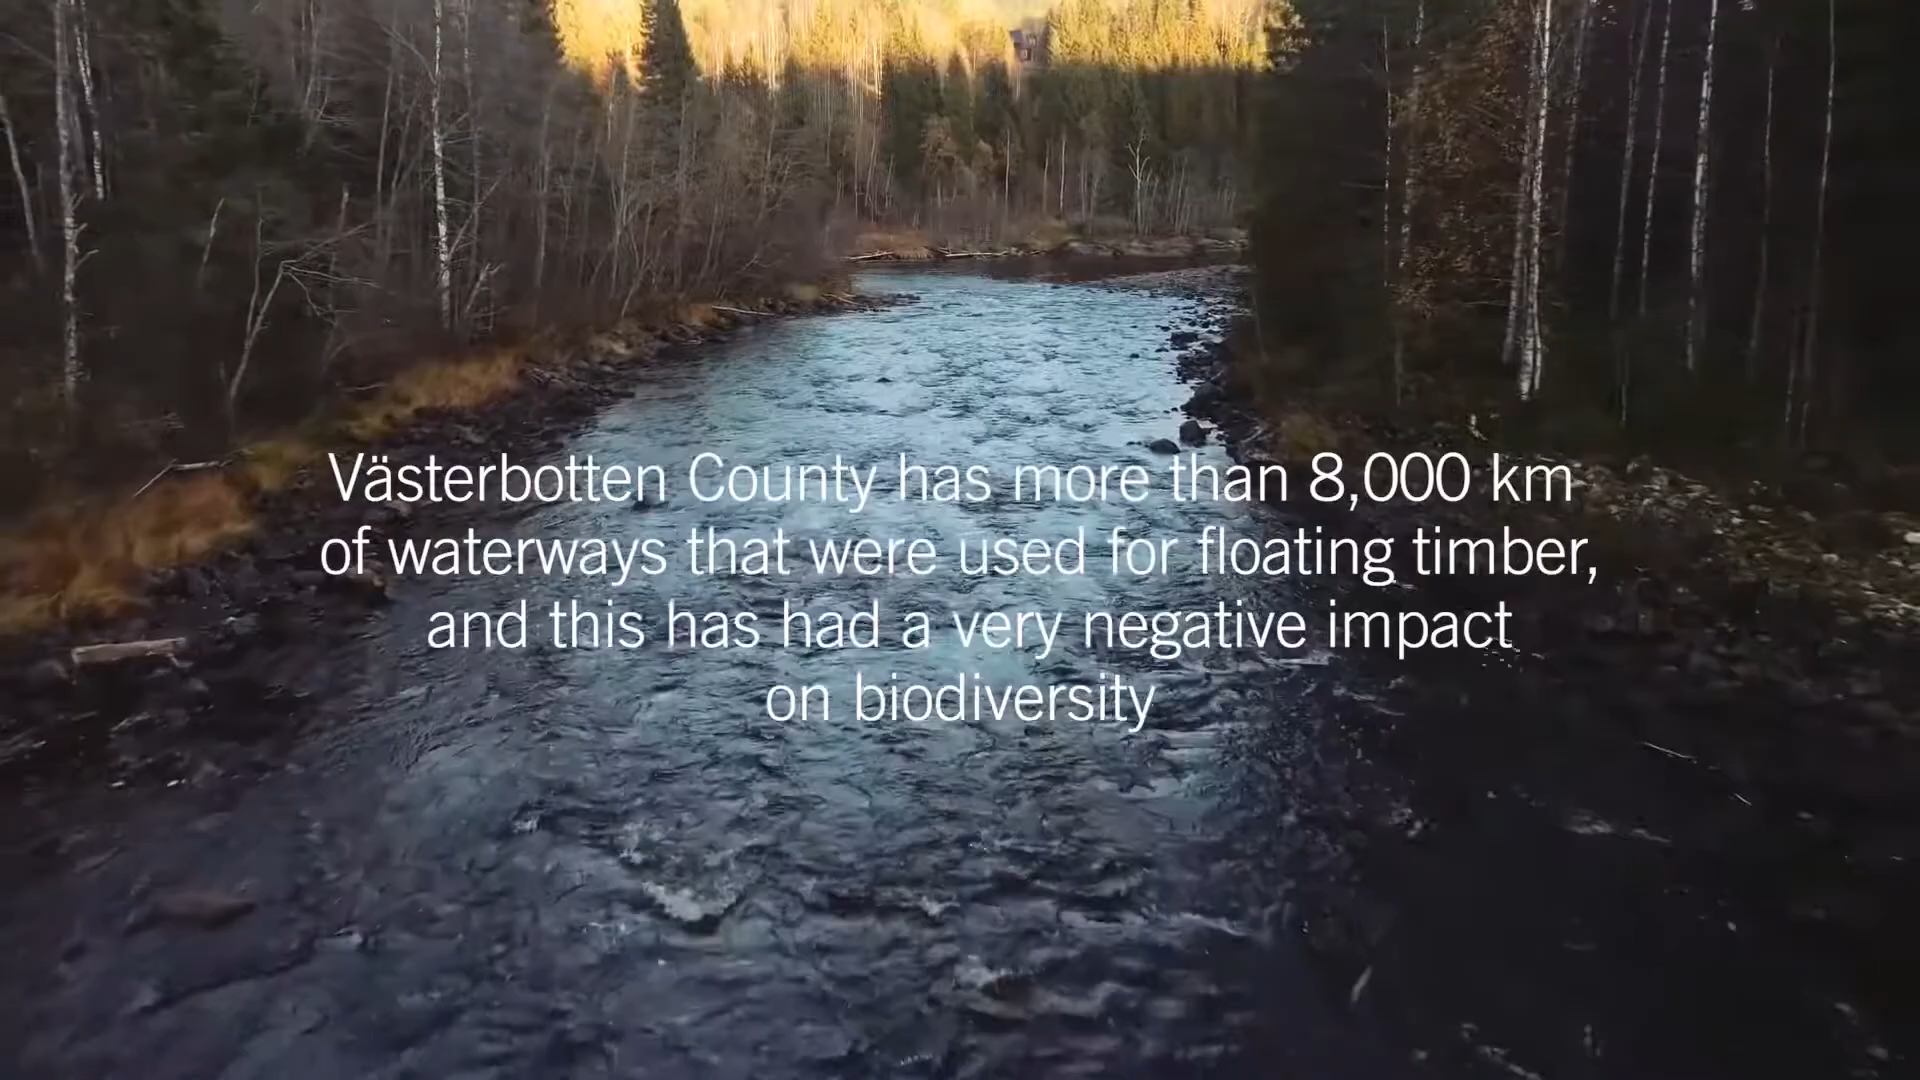 Västerbotten County has more than 8,000 km
of waterways that were used for floating timber,
and this has had a very negative impact
on biodiversity